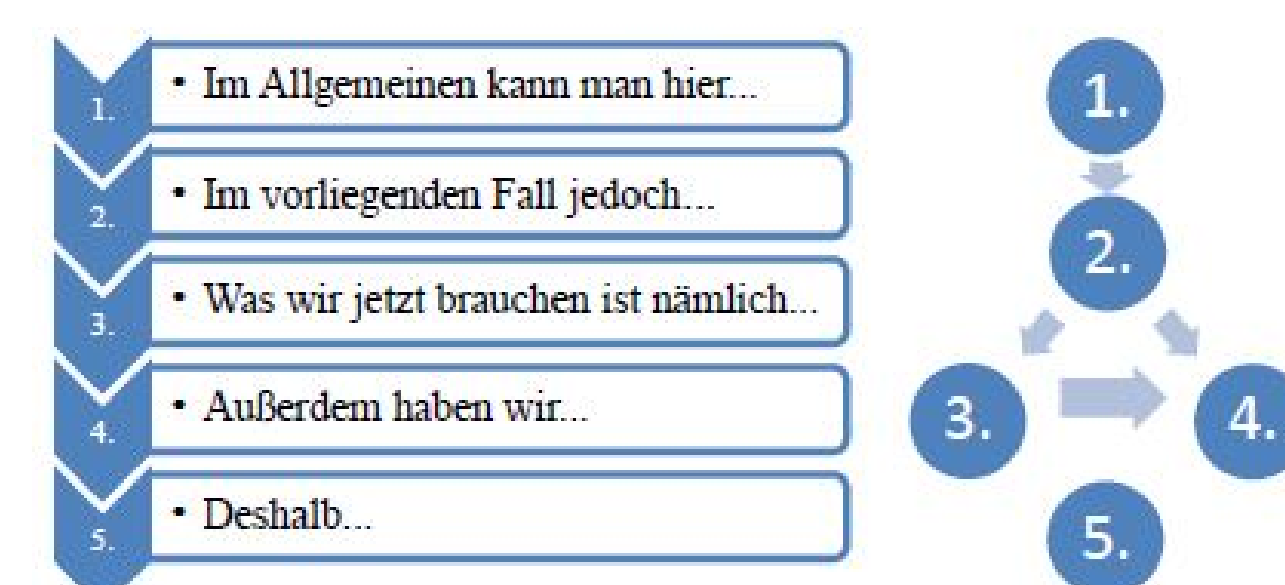 1.
• Im Allgemeinen kann man hier...
2.
• Im vorliegenden Fall jedoch...
3.
• Was wir jetzt brauchen ist nämlich...
4.
• Außerdem haben wir...
5.
• Deshalb...
1.
2.
3.
4.
5.